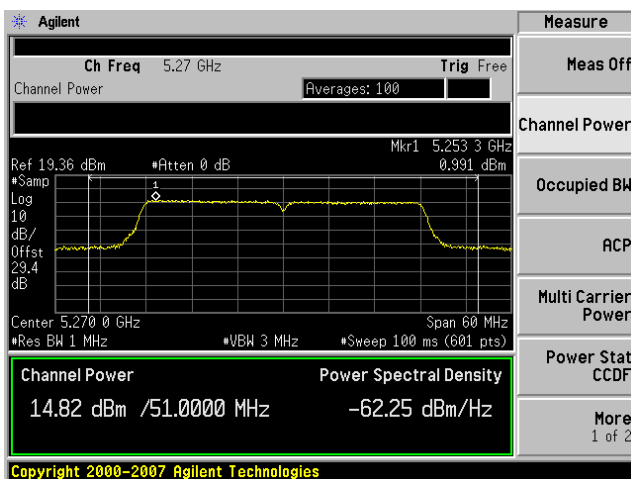 Agilent
Measure
Ch Freq 5.27 GHz Trig Free
Channel Power Averages: 100
Mkr1 5.253 3 GHz
Ref 19.36 dBm #Atten 0 dB 0.991 dBm
#Samp
Log
10
dB/
Offst
29.4
dB
1
Center 5.270 0 GHz Span 60 MHz
#Res BW 1 MHz #VBW 3 MHz #Sweep 100 ms (601 pts)
Channel Power Power Spectral Density
14.82 dBm /51.0000 MHz -62.25 dBm/Hz
Copyright 2000-2007 Agilent Technologies
Meas Off
Channel Power
Occupied BW
ACP
Multi Carrier
Power
Power Stat
CCDF
More
1 of 2